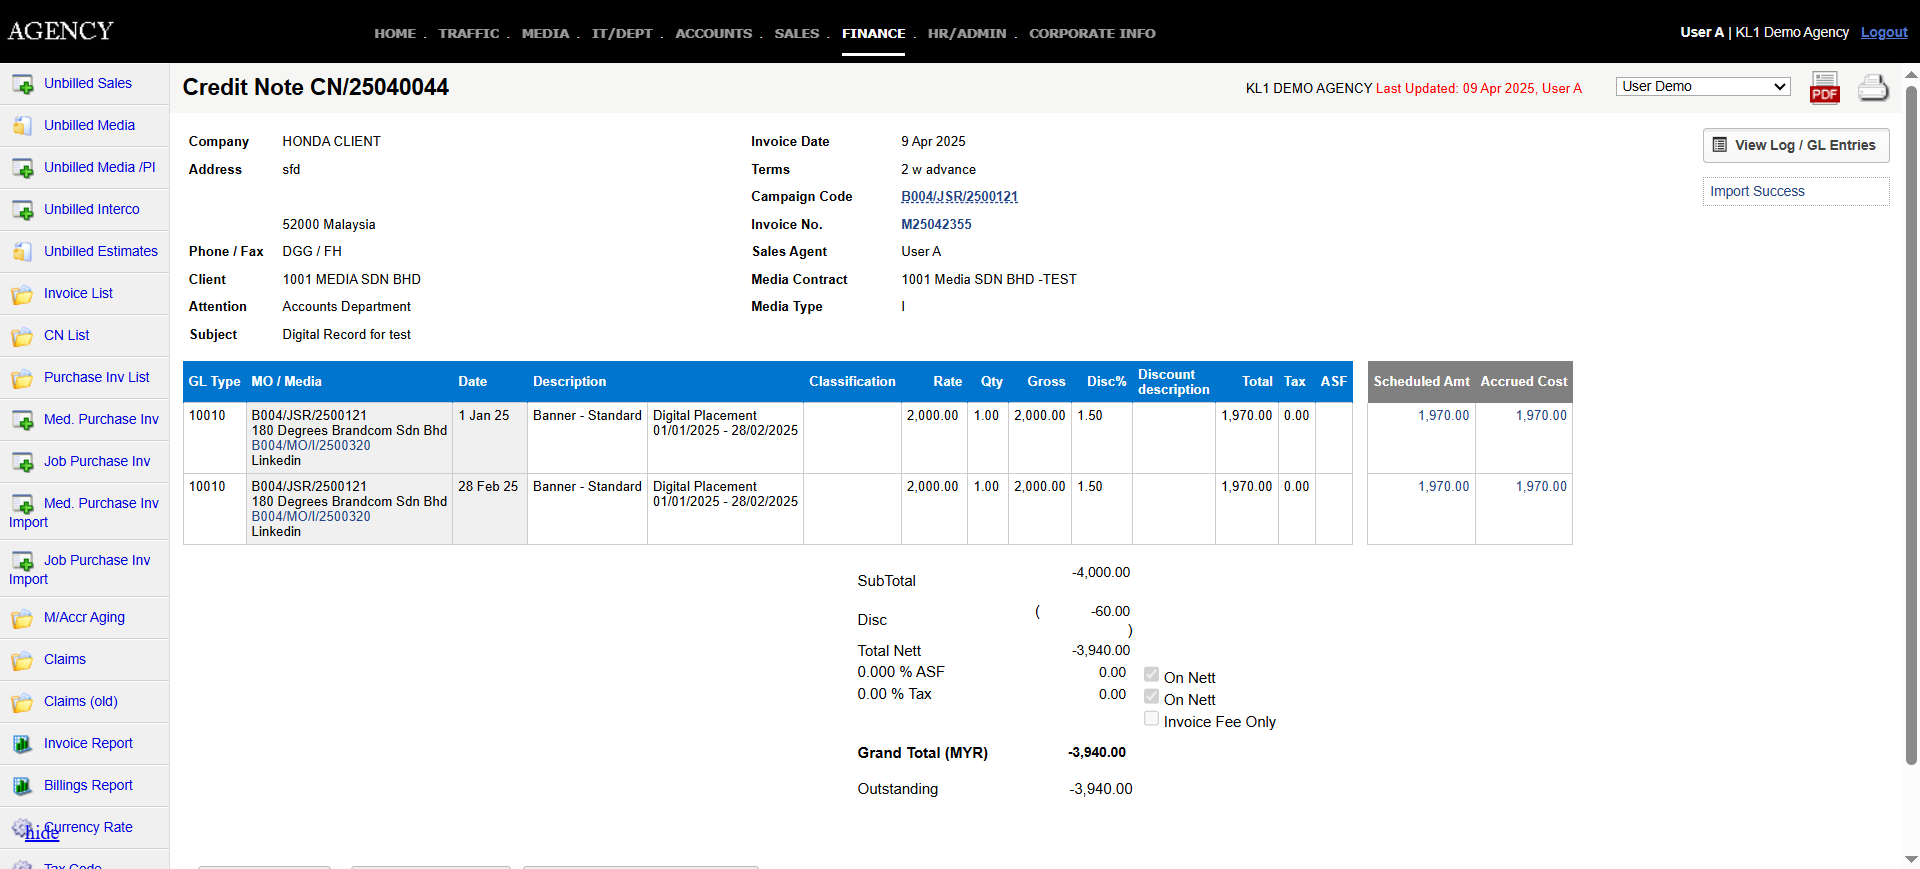 AGENCY
HOME . TRAFFIC . MEDIA . IT/DEPT . ACCOUNTS . SALES . FINANCE . HR/ADMIN . CORPORATE INFO
User A | KL1 Demo Agency Logout
Unbilled Sales
Unbilled Media
Unbilled Media /PI
Unbilled Interco
Unbilled Estimates
Invoice List
CN List
Purchase Inv List
Med. Purchase Inv
Job Purchase Inv
Med. Purchase Inv
Import
Job Purchase Inv
Import
M/Accr Aging
Claims
Claims (old)
Invoice Report
Billings Report
Currency Rate
hide
Tax Code
Credit Note CN/25040044
KL1 DEMO AGENCY Last Updated: 09 Apr 2025, User A
User Demo
PDF
View Log / GL Entries
Import Success
Company HONDA CLIENT
Address sfd
52000 Malaysia
Phone / Fax DGG / FH
Client 1001 MEDIA SDN BHD
Attention Accounts Department
Subject Digital Record for test
Invoice Date 9 Apr 2025
Terms 2 w advance
Campaign Code B004/JSR/2500121
Invoice No. M25042355
Sales Agent User A
Media Contract 1001 Media SDN BHD -TEST
Media Type I
GL Type MO / Media Date Description Classification Rate Qty Gross Disc% Discount description Total Tax ASF Scheduled Amt Accrued Cost
10010 B004/JSR/2500121 1 Jan 25 Banner - Standard Digital Placement 2,000.00 1.00 2,000.00 1.50 1,970.00 0.00 1,970.00 1,970.00
180 Degrees Brandcom Sdn Bhd 01/01/2025 - 28/02/2025
B004/MO/I/2500320
Linkedin
10010 B004/JSR/2500121 28 Feb 25 Banner - Standard Digital Placement 2,000.00 1.00 2,000.00 1.50 1,970.00 0.00 1,970.00 1,970.00
180 Degrees Brandcom Sdn Bhd 01/01/2025 - 28/02/2025
B004/MO/I/2500320
Linkedin
SubTotal -4,000.00
Disc ( -60.00
)
Total Nett -3,940.00
0.000 % ASF 0.00 On Nett
0.00 % Tax 0.00 On Nett
Invoice Fee Only
Grand Total (MYR) -3,940.00
Outstanding -3,940.00